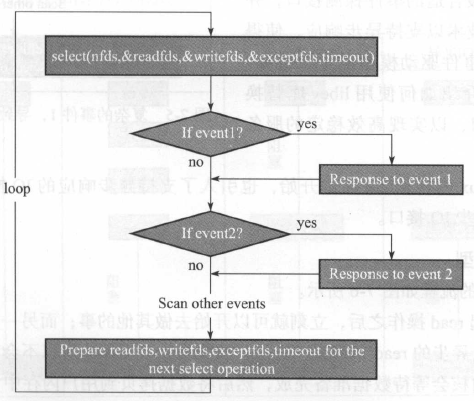 select(nfds,&readfds,&writefds,&exceptfds,timeout)
If event1?
yes
no
Response to event 1
loop
If event2?
yes
no
Response to event 2
Scan other events
Prepare readfds,writefds,exceptfds,timeout for the
next select operation